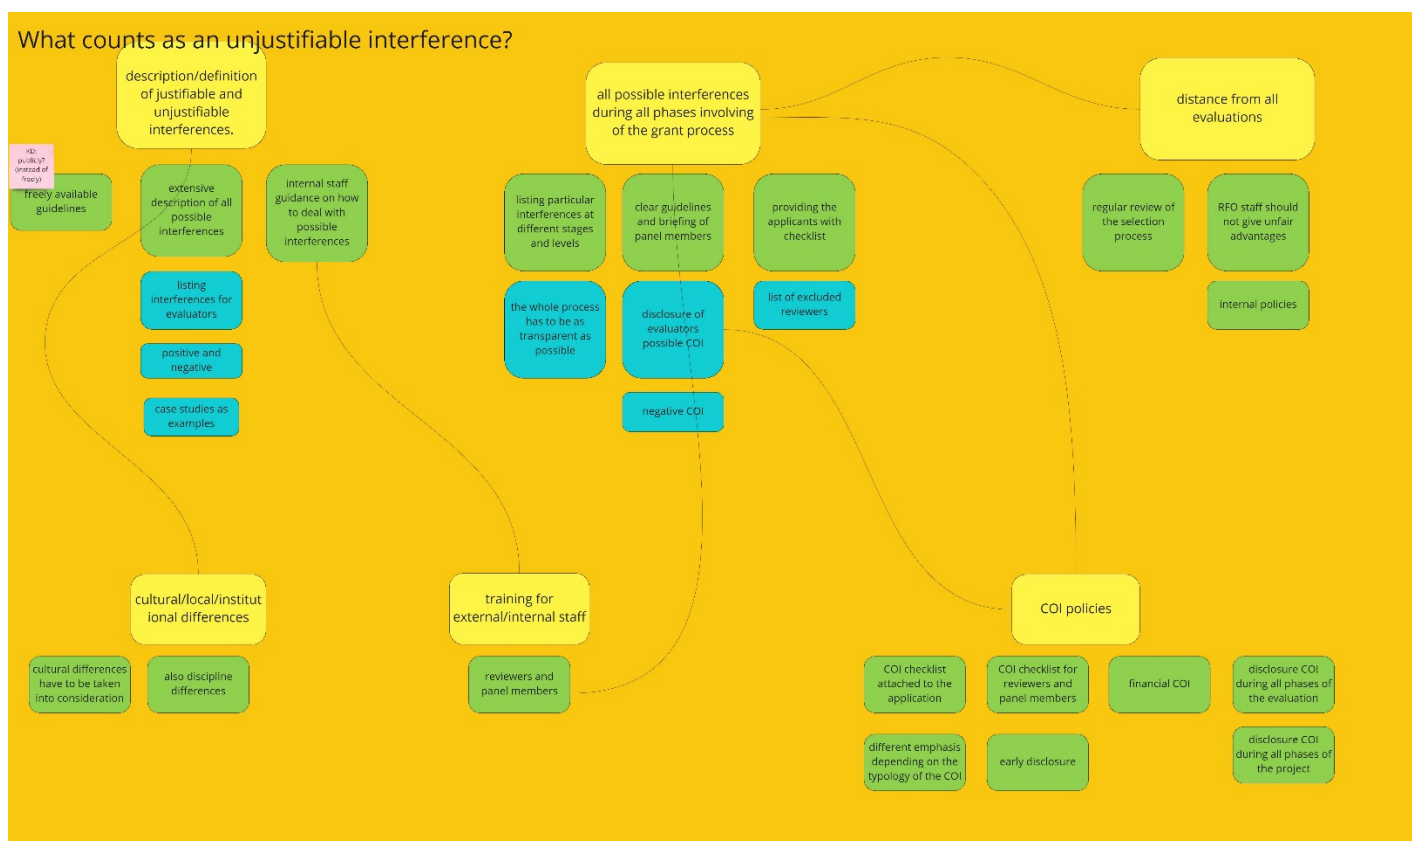 What counts as an unjustifiable interference?
description/definition
of justifiable and
unjustifiable
interferences.
KD:
publicly?
(instead of
freely)
freely available
guidelines
extensive
description of all
possible
interferences
internal staff
guidance on how
to deal with
possible
interferences
listing
interferences for
evaluators
positive and
negative
case studies as
examples
all possible interferences
during all phases involving
of the grant process
listing particular
interferences at
different stages
and levels
clear guidelines
and briefing of
panel members
providing the
applicants with
checklist
the whole process
has to be as
transparent as
possible
disclosure of
evaluators
possible COI
list of excluded
reviewers
negative COI
distance from all
evaluations
regular review of
the selection
process
RFO staff should
not give unfair
advantages
internal policies
cultural/local/institut
ional differences
cultural differences
have to be taken
into consideration
also discipline
differences
training for
external/internal staff
reviewers and
panel members
COI policies
COI checklist
attached to the
application
COI checklist for
reviewers and
panel members
financial COI
disclosure COI
during all phases of
the evaluation
different emphasis
depending on the
typology of the COI
early disclosure
disclosure COI
during all phases of
the project